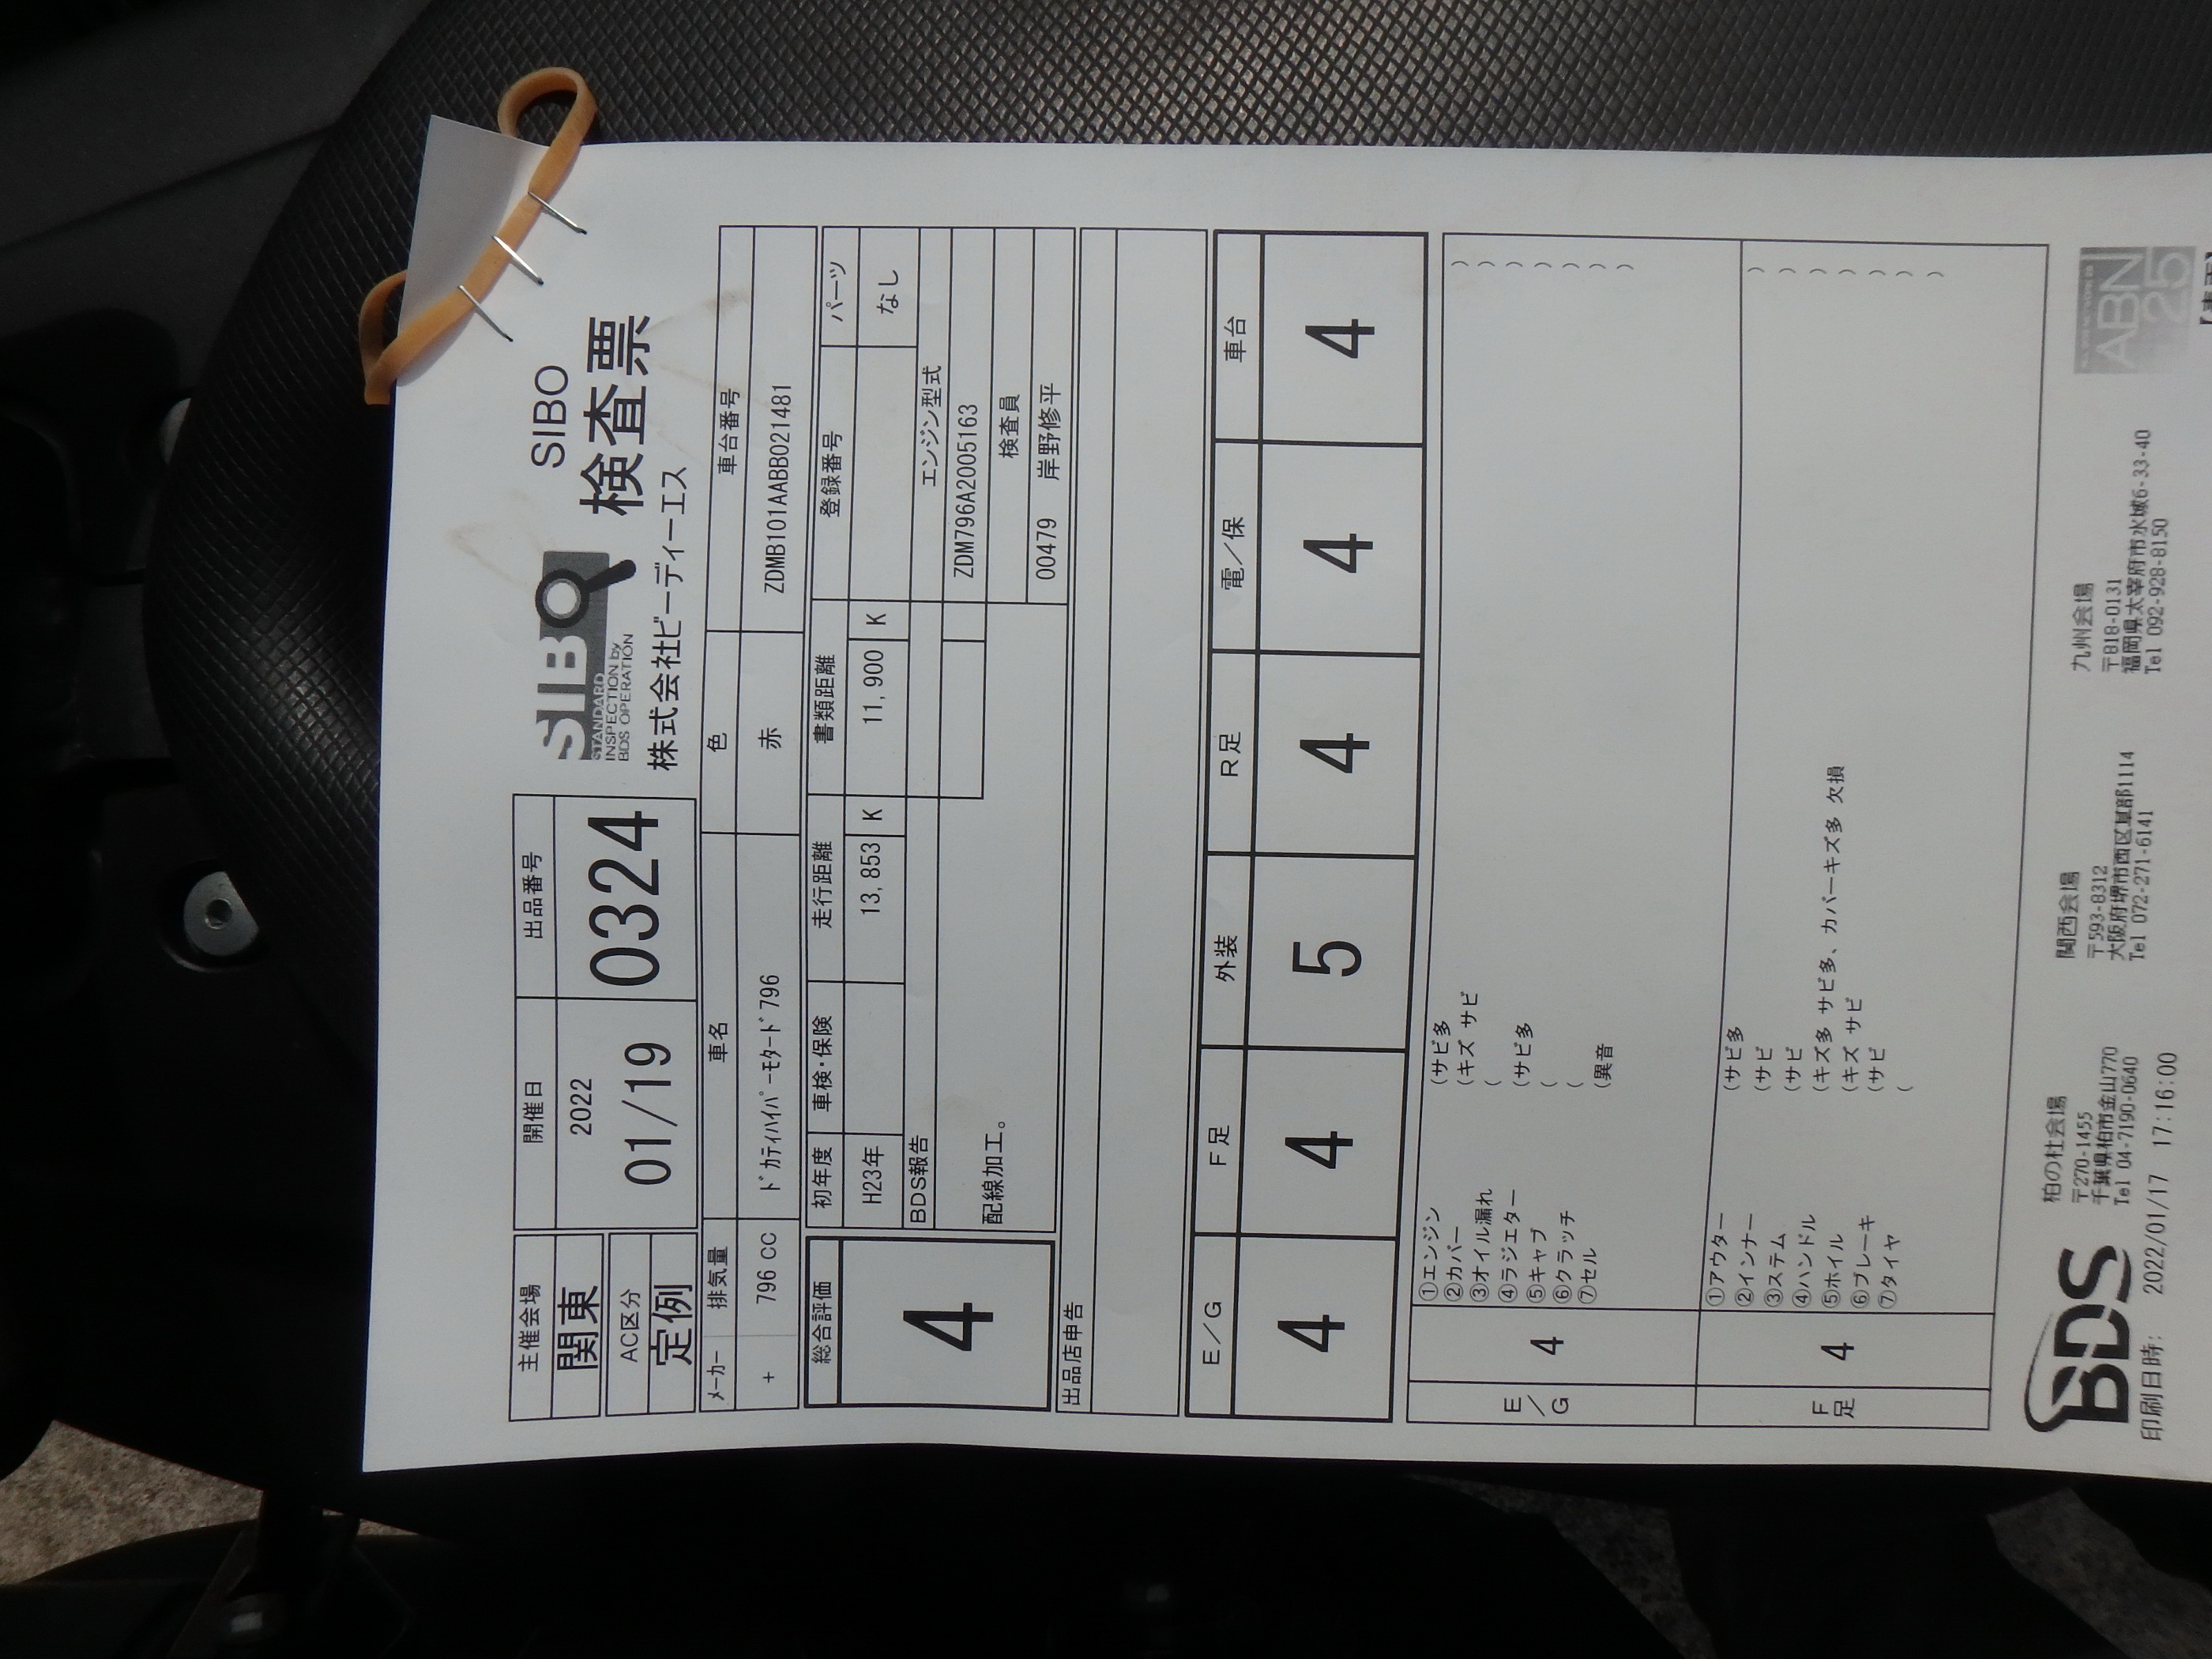 主催会場 開催日 出品番号
関東 2022 01/19 0324
AC区分
定例
SIBO
STANDARD
INSPECTION by
BDS OPERATION
SIBO
検査票
株式会社ビーディーエス
ﾒｰｶｰ 排気量 車名 色 車台番号
+ 796 CC ﾄﾞｶﾃｨﾊｲﾊﾟｰﾓﾀｰﾄﾞ796 赤 ZDMB101AABB021481
総合評価 初年度 車検・保険 走行距離 書類距離 登録番号 パーツ
4 H23年 13,853 K 11,900 K なし
BDS報告 エンジン型式
ZDM796A2005163
配線加工。 検査員
00479 岸野修平
出品店申告
E/G F足 外装 R足 電/保 車台
4 4 5 4 4 4
E/G 4
①エンジン (サビ多 )
②カバー (キズ サビ )
③オイル漏れ ( )
④ラジエター (サビ多 )
⑤キャブ ( )
⑥クラッチ ( )
⑦セル (異音 )
F足 4
①アウター (サビ多 )
②インナー (サビ )
③ステム (サビ )
④ハンドル (キズ多 サビ多、カバーキズ多 欠損 )
⑤ホイル (キズ サビ )
⑥ブレーキ (サビ )
⑦タイヤ ( )
BDS
柏の杜会場
〒270-1455
千葉県柏市金山770
Tel 04-7190-0640
関西会場
〒593-8312
大阪府堺市西区草部1114
Tel 072-271-6141
九州会場
〒818-0131
福岡県太宰府市水城6-33-40
Tel 092-928-8150
ABN
25
印刷日時: 2022/01/17 17:16:00